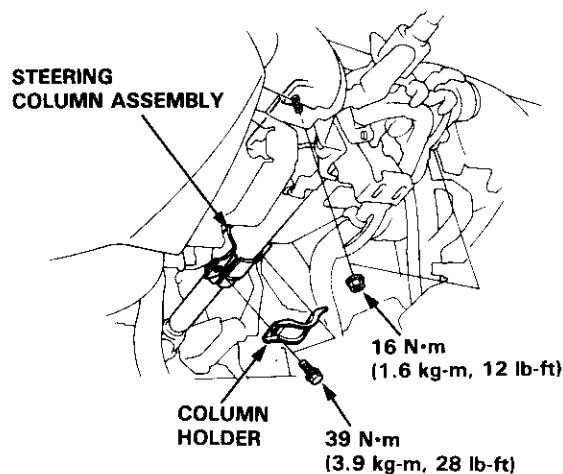 STEERING
COLUMN ASSEMBLY
16 N·m
(1.6 kg-m, 12 lb-ft)
COLUMN
HOLDER
39 N·m
(3.9 kg-m, 28 lb-ft)